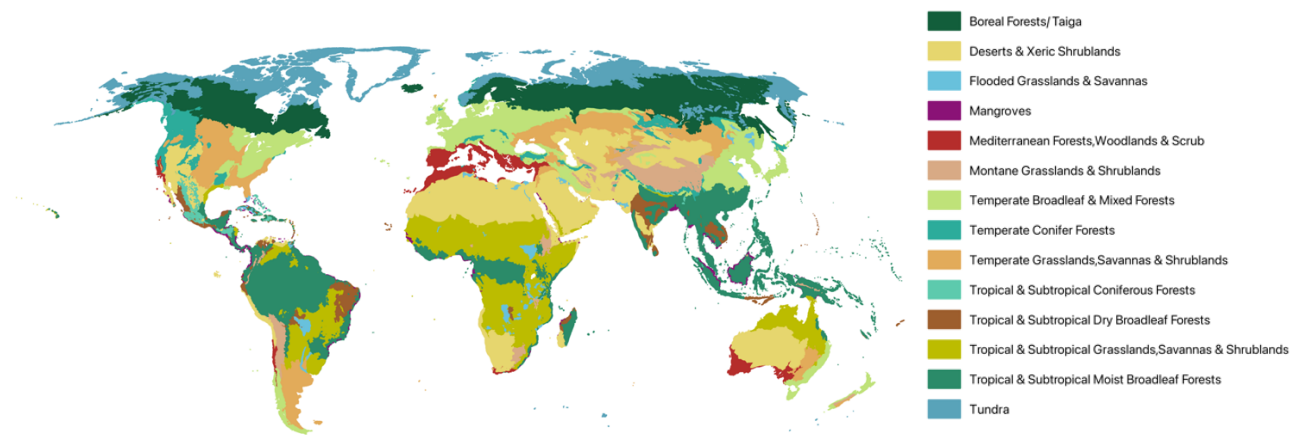 Boreal Forests/ Taiga
Deserts & Xeric Shrublands
Flooded Grasslands & Savannas
Mangroves
Mediterranean Forests,Woodlands & Scrub
Montane Grasslands & Shrublands
Temperate Broadleaf & Mixed Forests
Temperate Conifer Forests
Temperate Grasslands,Savannas & Shrublands
Tropical & Subtropical Coniferous Forests
Tropical & Subtropical Dry Broadleaf Forests
Tropical & Subtropical Grasslands,Savannas & Shrublands
Tropical & Subtropical Moist Broadleaf Forests
Tundra